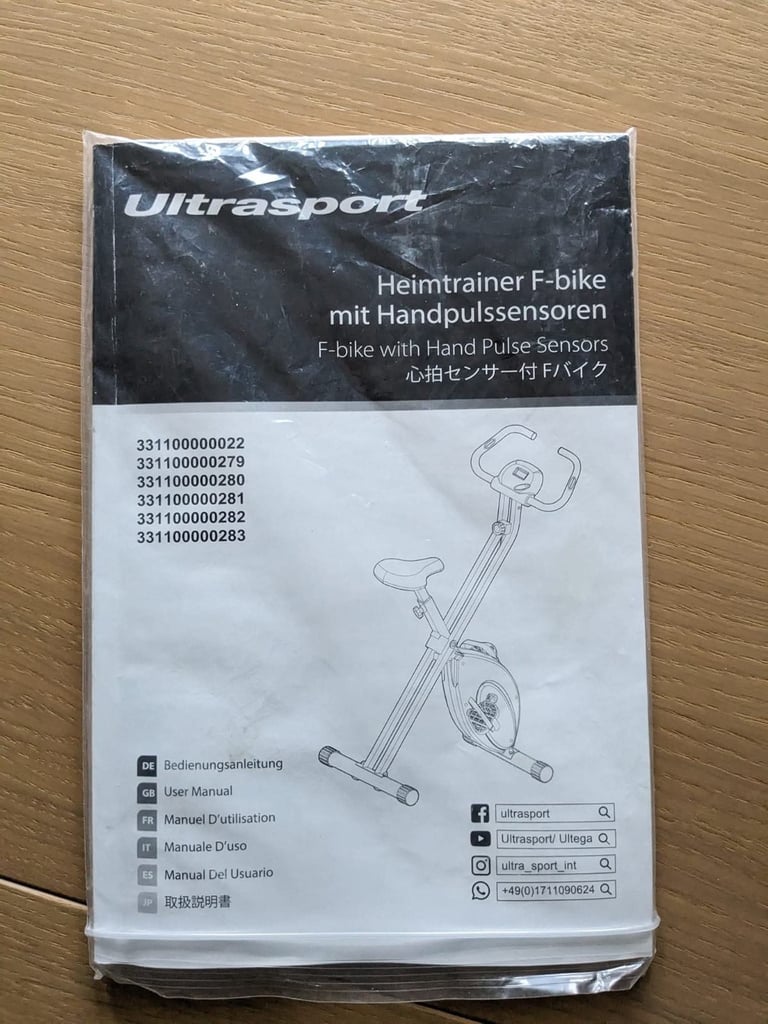 Ultrasport
Heimtrainer F-bike
mit Handpulssensoren
F-bike with Hand Pulse Sensors
心拍センサー付 Fバイク
331100000022
331100000279
331100000280
331100000281
331100000282
331100000283
DE Bedienungsanleitung
GB User Manual
FR Manuel D'utilisation
IT Manuale D'uso
ES Manual Del Usuario
JP 取扱説明書
ultrasport
Ultrasport/ Ultega
ultra_sport_int
+49(0)1711090624